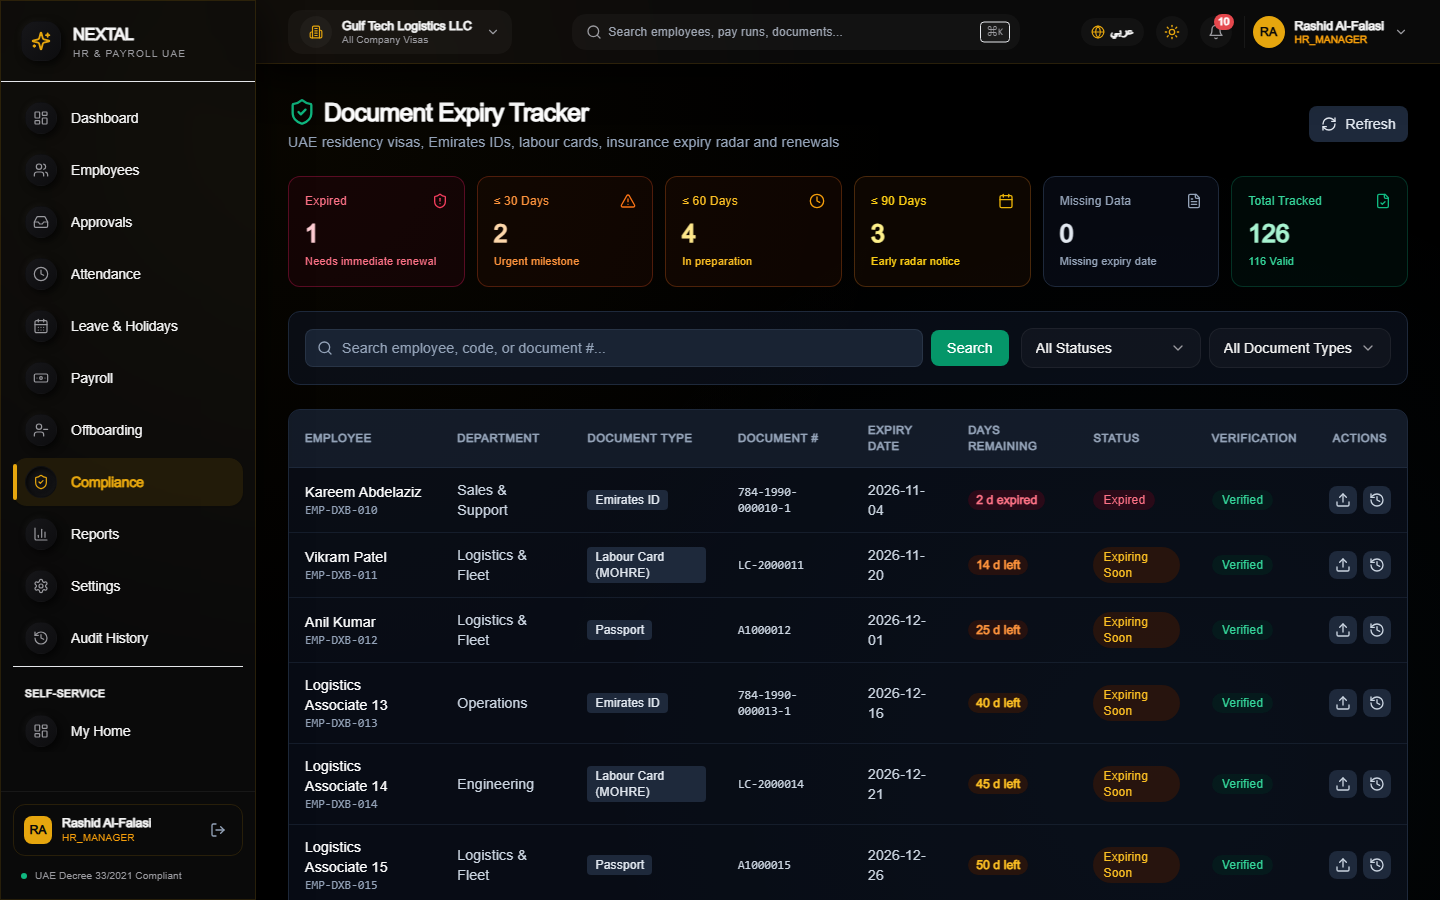 NEXTAL
HR & PAYROLL UAE
Gulf Tech Logistics LLC
All Company Visas
Search employees, pay runs, documents...
⌘K
عربي
10
RA
Rashid Al-Falasi
HR_MANAGER
Dashboard
Employees
Approvals
Attendance
Leave & Holidays
Payroll
Offboarding
Compliance
Reports
Settings
Audit History
SELF-SERVICE
My Home
RA
Rashid Al-Falasi
HR_MANAGER
UAE Decree 33/2021 Compliant
Document Expiry Tracker
UAE residency visas, Emirates IDs, labour cards, insurance expiry radar and renewals
Refresh
Expired
1
Needs immediate renewal
≤ 30 Days
2
Urgent milestone
≤ 60 Days
4
In preparation
≤ 90 Days
3
Early radar notice
Missing Data
0
Missing expiry date
Total Tracked
126
116 Valid
Search employee, code, or document #...
Search
All Statuses
All Document Types
EMPLOYEE
DEPARTMENT
DOCUMENT TYPE
DOCUMENT #
EXPIRY
DATE
DAYS
REMAINING
STATUS
VERIFICATION
ACTIONS
Kareem Abdelaziz
EMP-DXB-010
Sales &
Support
Emirates ID
784-1990-
000010-1
2026-11-
04
2 d expired
Expired
Verified
Vikram Patel
EMP-DXB-011
Logistics &
Fleet
Labour Card
(MOHRE)
LC-2000011
2026-11-
20
14 d left
Expiring
Soon
Verified
Anil Kumar
EMP-DXB-012
Logistics &
Fleet
Passport
A1000012
2026-12-
01
25 d left
Expiring
Soon
Verified
Logistics
Associate 13
EMP-DXB-013
Operations
Emirates ID
784-1990-
000013-1
2026-12-
16
40 d left
Expiring
Soon
Verified
Logistics
Associate 14
EMP-DXB-014
Engineering
Labour Card
(MOHRE)
LC-2000014
2026-12-
21
45 d left
Expiring
Soon
Verified
Logistics
Associate 15
EMP-DXB-015
Logistics &
Fleet
Passport
A1000015
2026-12-
26
50 d left
Expiring
Soon
Verified